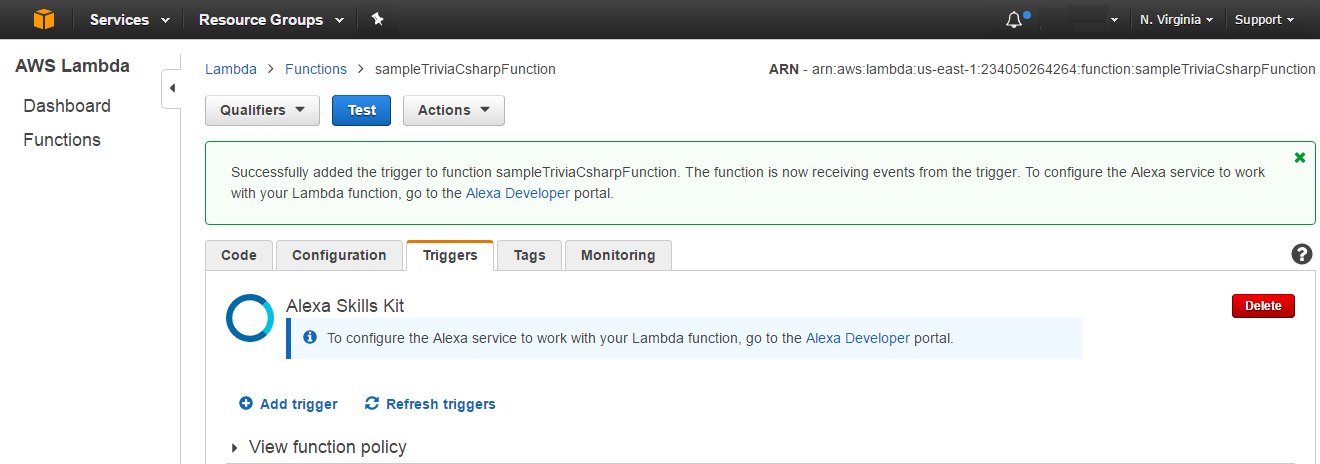 Services Resource Groups N. Virginia Support
AWS Lambda
Dashboard
Functions
Lambda > Functions > sampleTriviaCsharpFunction ARN - arn:aws:lambda:us-east-1:234050264264:function:sampleTriviaCsharpFunction
Qualifiers Test Actions
Successfully added the trigger to function sampleTriviaCsharpFunction. The function is now receiving events from the trigger. To configure the Alexa service to work
with your Lambda function, go to the Alexa Developer portal.
Code Configuration Triggers Tags Monitoring
Alexa Skills Kit Delete
To configure the Alexa service to work with your Lambda function, go to the Alexa Developer portal.
Add trigger Refresh triggers
View function policy